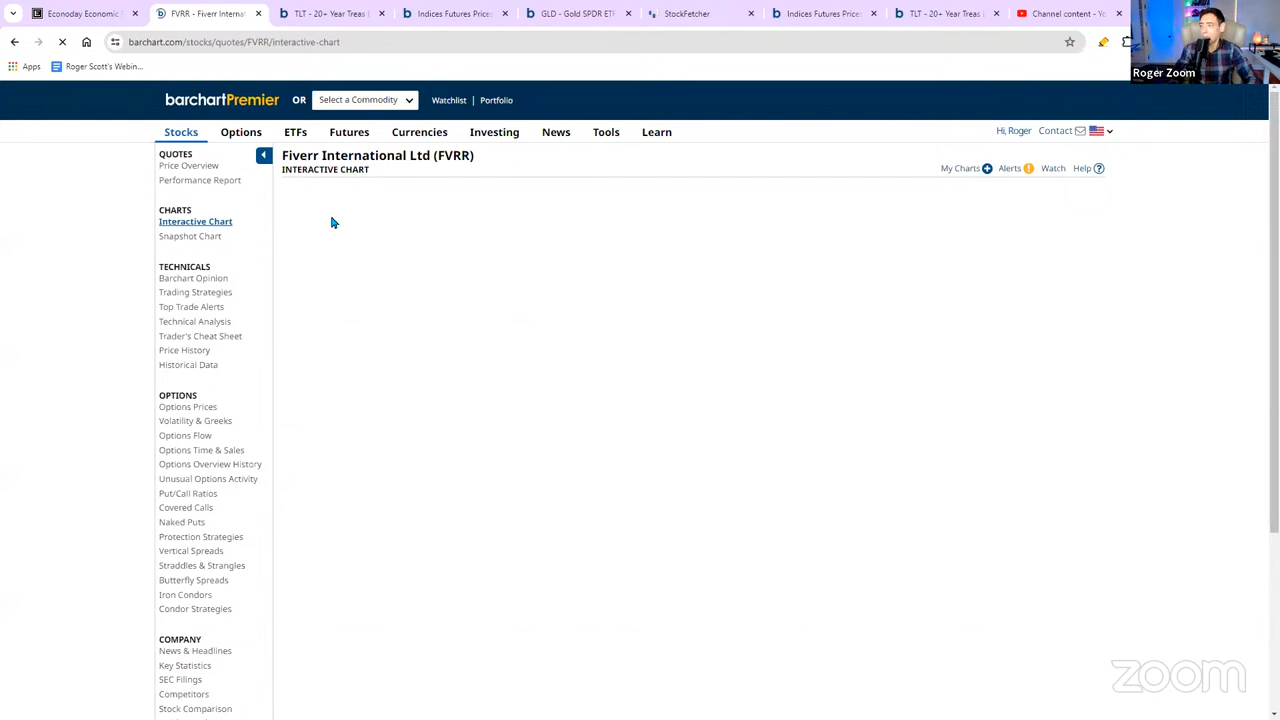 Econoday Economic
FVRR - Fiverr Internat
TLT - 20+ Year Treas
Indices Futures Price
GLD - Gold SPDR ETF
StockFetcher
Indices Futures Price
TLT - 20+ Year Treas
Channel content - Yo
barchart.com/stocks/quotes/FVRR/interactive-chart
Apps
Roger Scott's Webin...
Roger Zoom
barchartPremier
OR
Select a Commodity
Watchlist | Portfolio
Stocks
Options
ETFs
Futures
Currencies
Investing
News
Tools
Learn
Hi, Roger
Contact
QUOTES
Price Overview
Performance Report
Fiverr International Ltd (FVRR)
INTERACTIVE CHART
My Charts
Alerts
Watch
Help
CHARTS
Interactive Chart
Snapshot Chart
TECHNICALS
Barchart Opinion
Trading Strategies
Top Trade Alerts
Technical Analysis
Trader's Cheat Sheet
Price History
Historical Data
OPTIONS
Options Prices
Volatility & Greeks
Options Flow
Options Time & Sales
Options Overview History
Unusual Options Activity
Put/Call Ratios
Covered Calls
Naked Puts
Protection Strategies
Vertical Spreads
Straddles & Strangles
Butterfly Spreads
Iron Condors
Condor Strategies
COMPANY
News & Headlines
Key Statistics
SEC Filings
Competitors
Stock Comparison
zoom